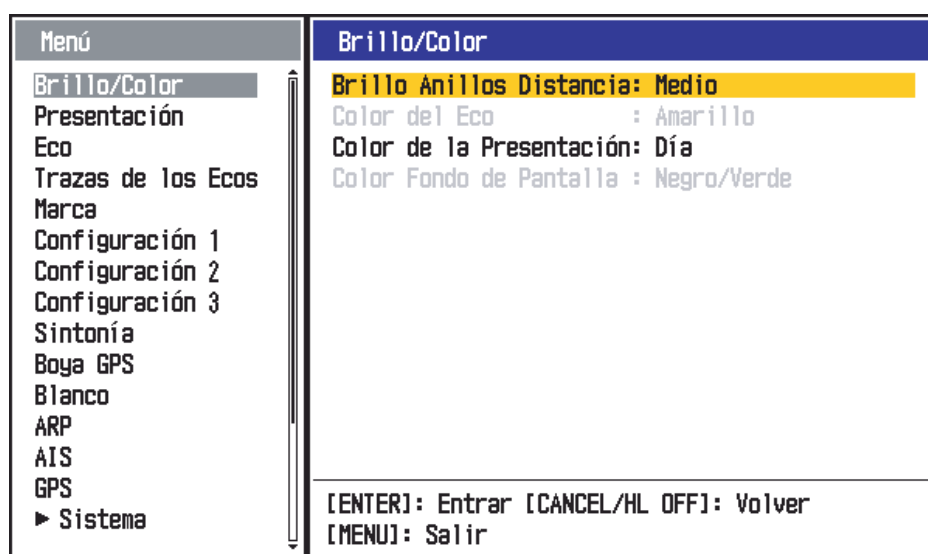 Menú
Brillo/Color
Presentación
Eco
Trazas de los Ecos
Marca
Configuración 1
Configuración 2
Configuración 3
Sintonía
Boya GPS
Blanco
ARP
AIS
GPS
► Sistema
Brillo/Color
Brillo Anillos Distancia: Medio
Color del Eco : Amarillo
Color de la Presentación: Día
Color Fondo de Pantalla : Negro/Verde
[ENTER]: Entrar [CANCEL/HL OFF]: Volver
[MENU]: Salir